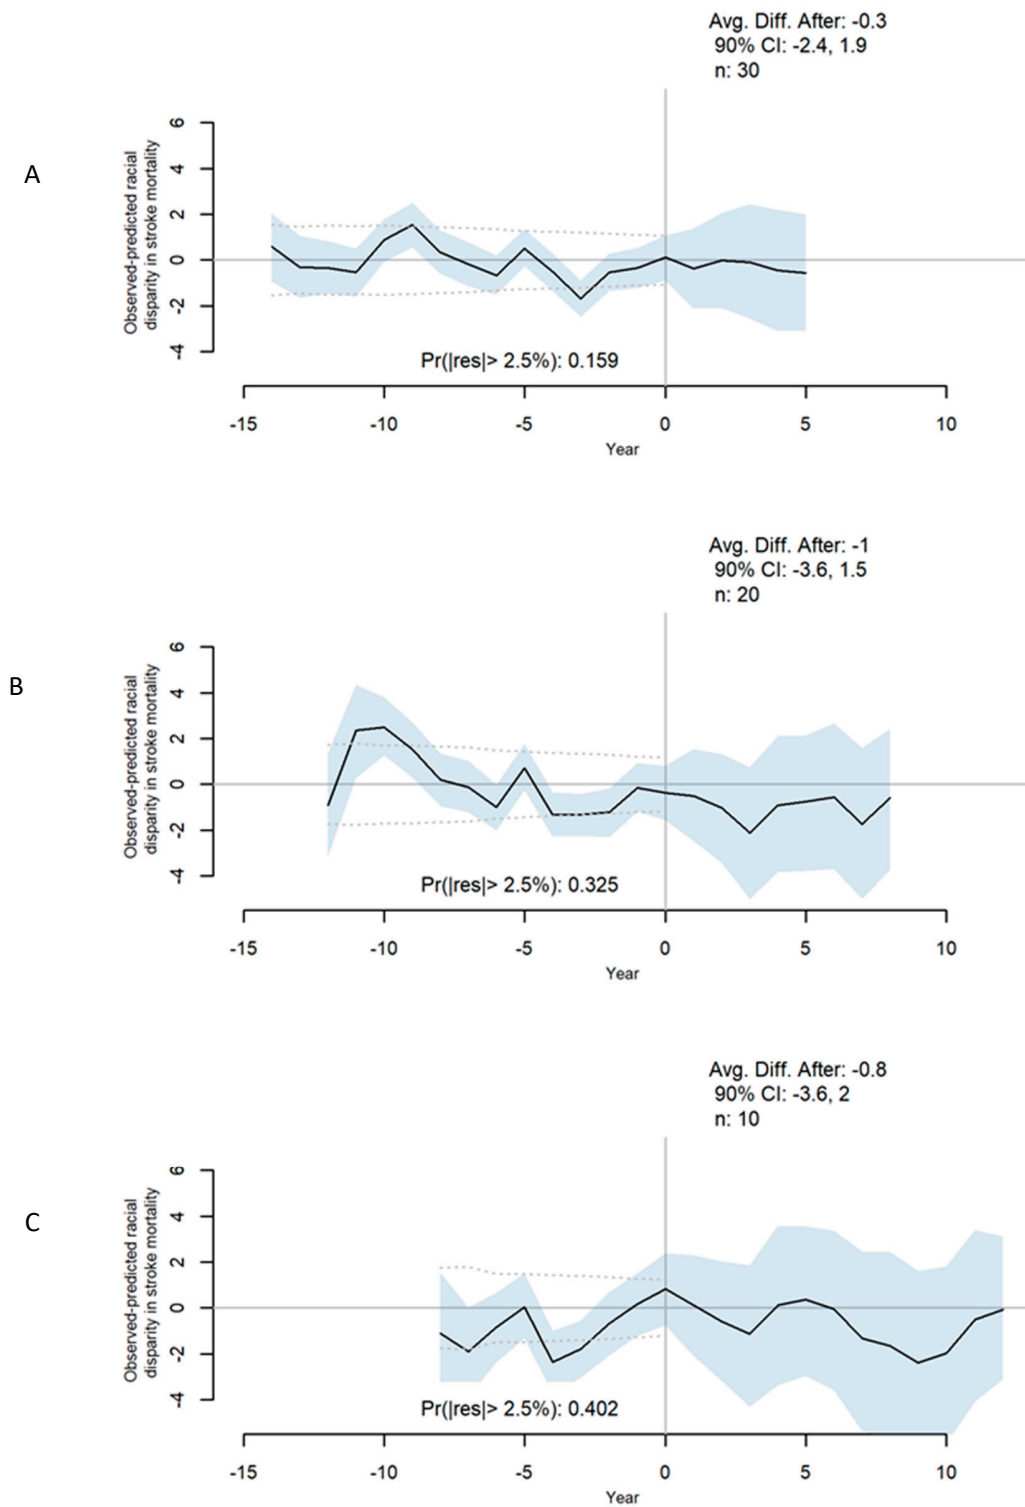 Avg. Diff. After: -0.3
90% CI: -2.4, 1.9
n: 30
A
Observed-predicted racial
disparity in stroke mortality
6
4
2
0
-2
-4
Pr(|res|> 2.5%): 0.159
-15 -10 -5 0 5 10
Year
Avg. Diff. After: -1
90% CI: -3.6, 1.5
n: 20
B
Observed-predicted racial
disparity in stroke mortality
6
4
2
0
-2
-4
Pr(|res|> 2.5%): 0.325
-15 -10 -5 0 5 10
Year
Avg. Diff. After: -0.8
90% CI: -3.6, 2
n: 10
C
Observed-predicted racial
disparity in stroke mortality
6
4
2
0
-2
-4
Pr(|res|> 2.5%): 0.402
-15 -10 -5 0 5 10
Year